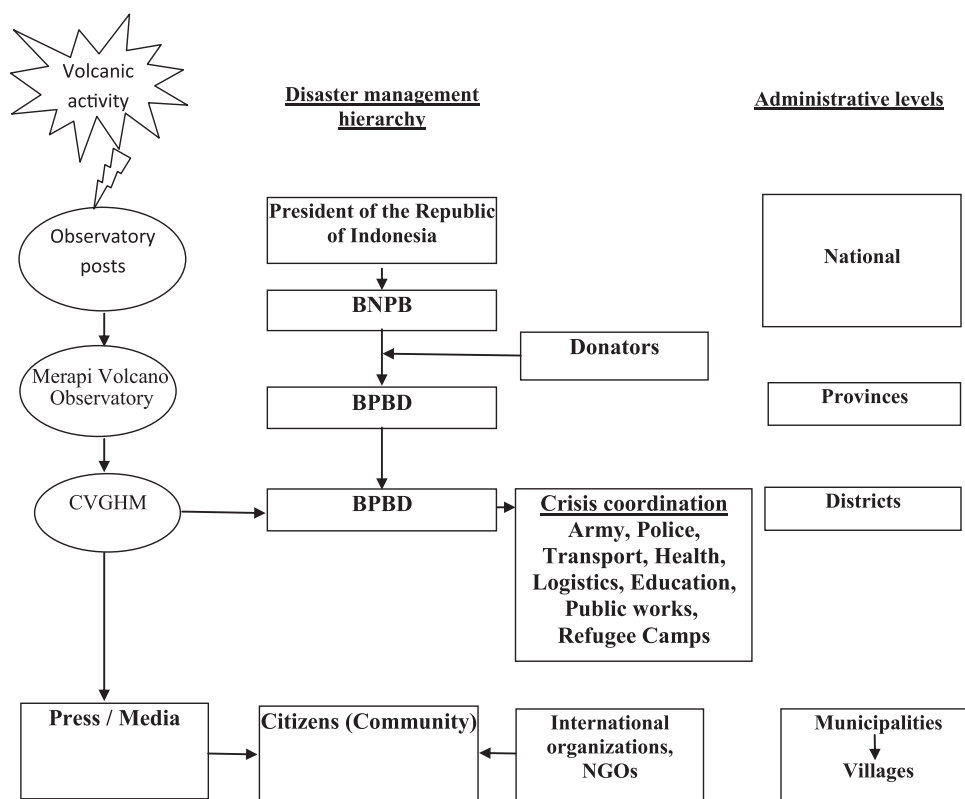 Volcanic
activity
Disaster management
hierarchy
Administrative levels
Observatory
posts
President of the Republic
of Indonesia
National
BNPB
Donators
Merapi Volcano
Observatory
BPBD
Provinces
CVGHM
BPBD
Crisis coordination
Army, Police,
Transport, Health,
Logistics, Education,
Public works,
Refugee Camps
Districts
Press / Media
Citizens (Community)
International
organizations,
NGOs
Municipalities
Villages